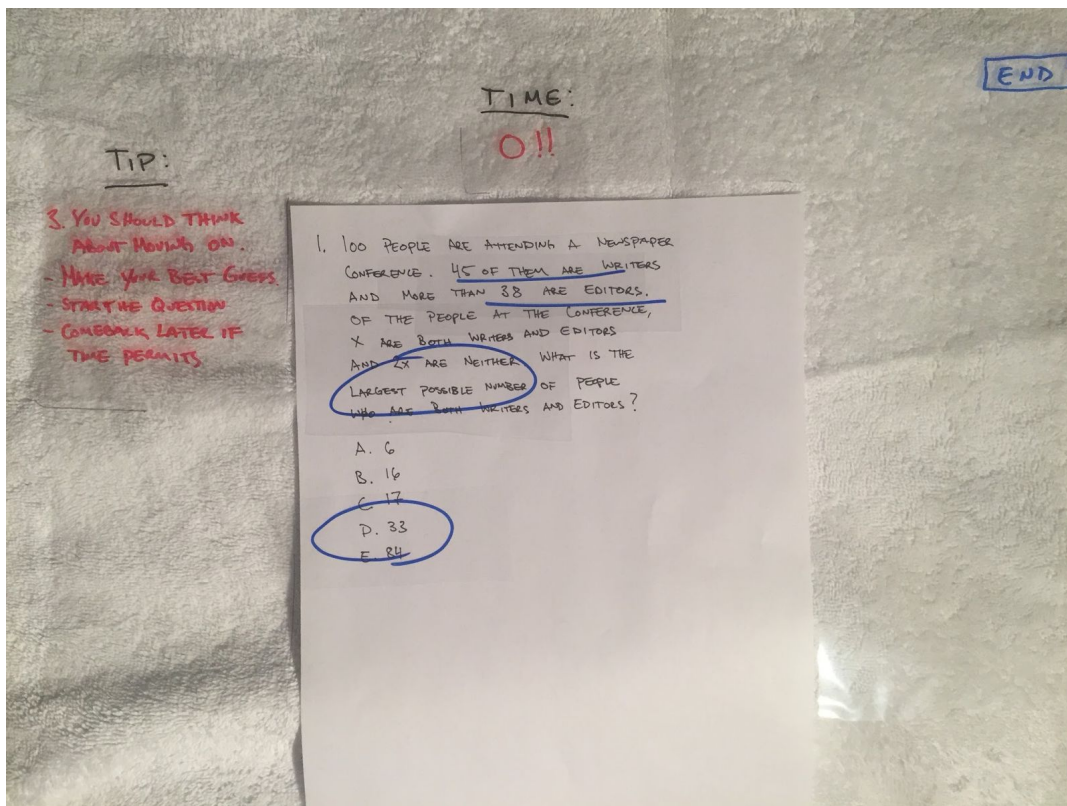 END
TIME:
0!!
TIP:
3. YOU SHOULD THINK
ABOUT MOVING ON.
- MAKE YOUR BEST GUESS.
- START THE QUESTION
- COMEBACK LATER IF
TIME PERMITS
1. 100 PEOPLE ARE ATTENDING A NEWSPAPER
CONFERENCE. 45 OF THEM ARE WRITERS
AND MORE THAN 38 ARE EDITORS.
OF THE PEOPLE AT THE CONFERENCE,
X ARE BOTH WRITERS AND EDITORS
AND 2X ARE NEITHER WHAT IS THE
LARGEST POSSIBLE NUMBER OF PEOPLE
WHO ARE BOTH WRITERS AND EDITORS?
A. 6
B. 16
C. 17
D. 33
E. 84